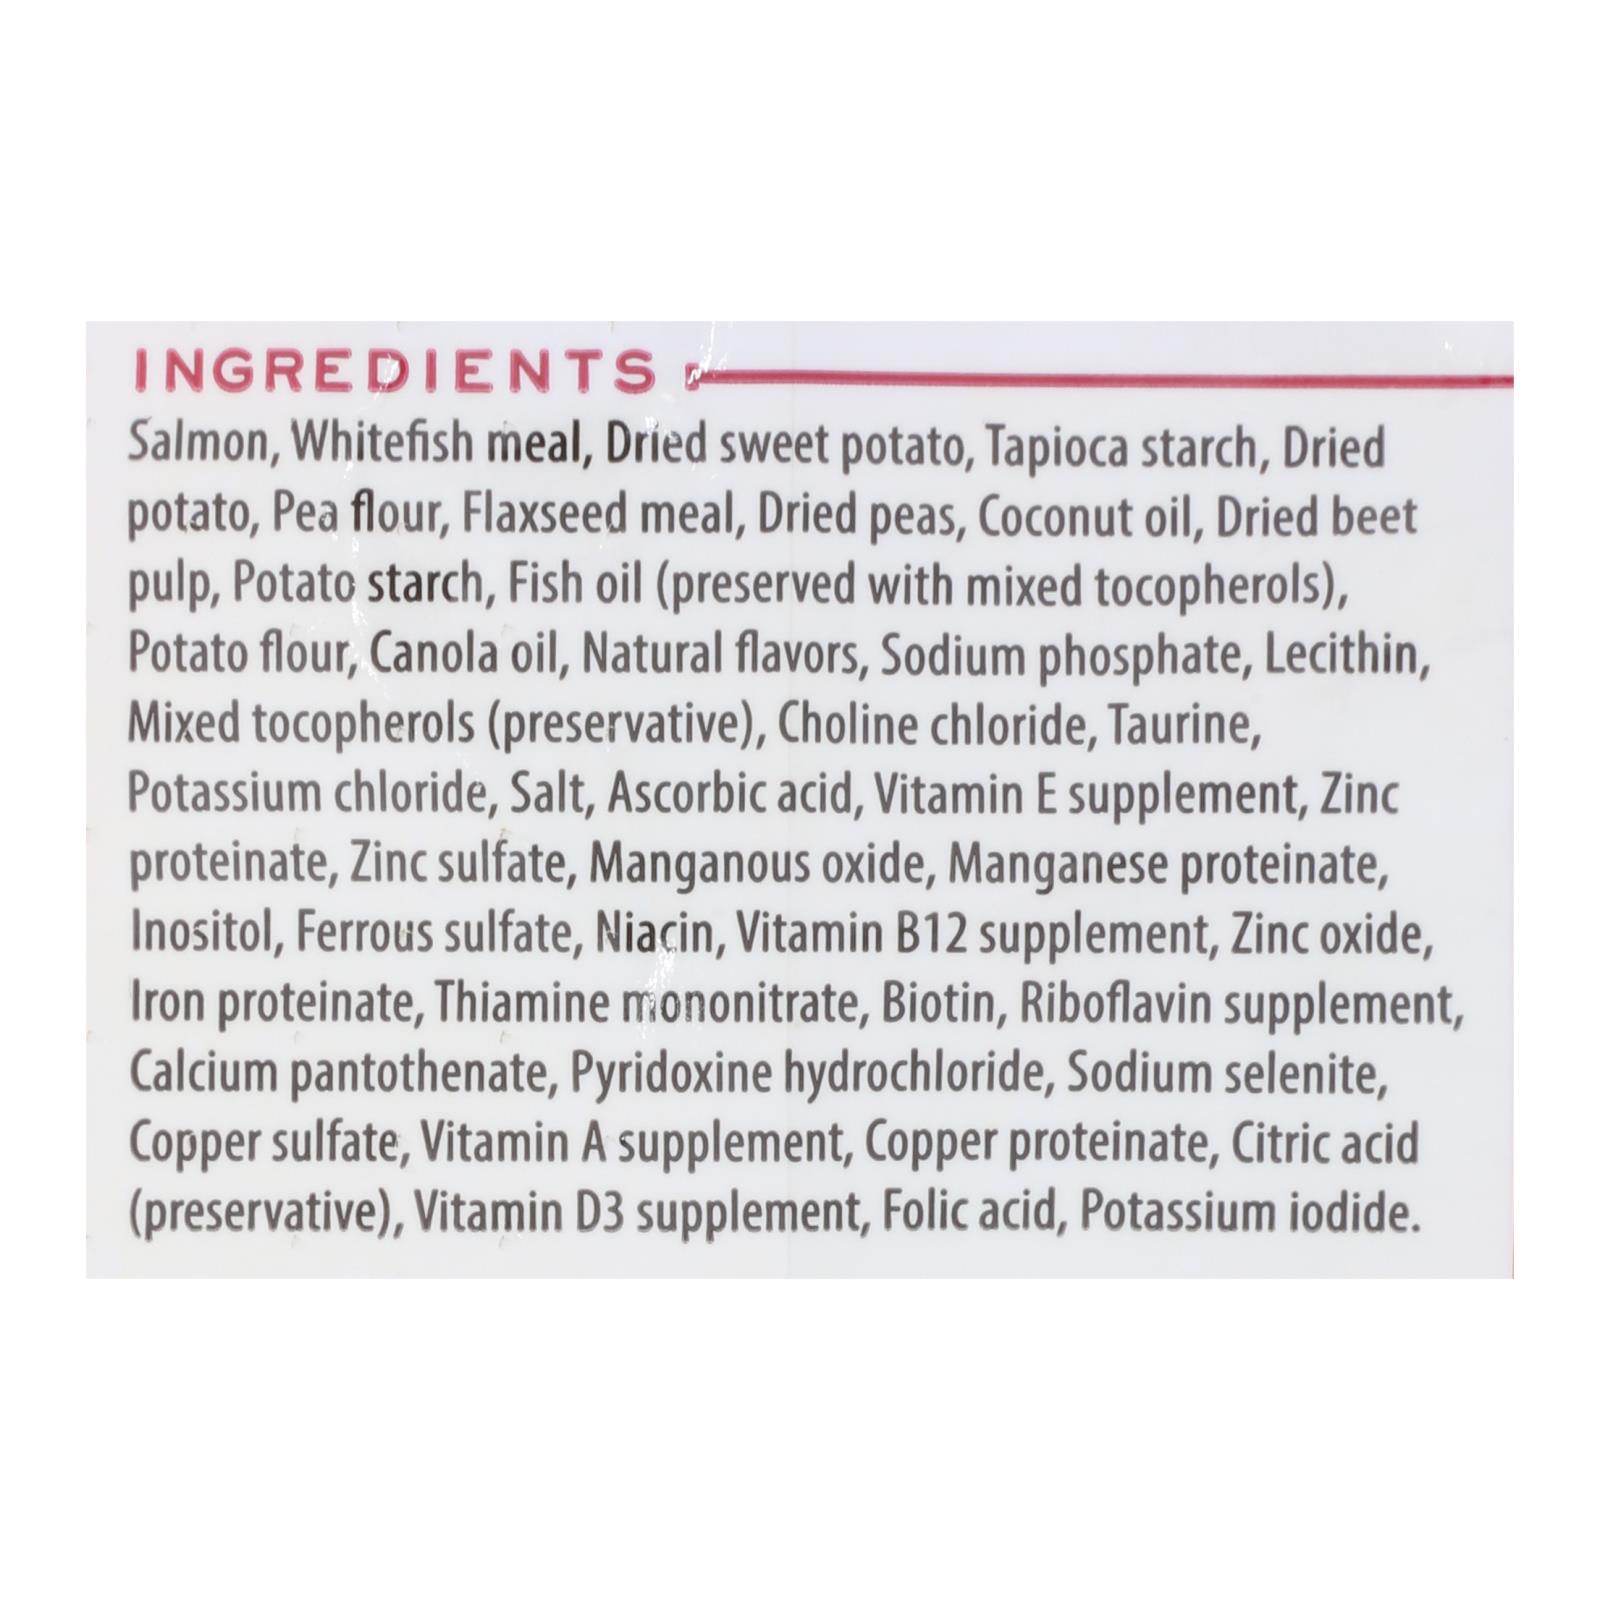 INGREDIENTS
Salmon, Whitefish meal, Dried sweet potato, Tapioca starch, Dried
potato, Pea flour, Flaxseed meal, Dried peas, Coconut oil, Dried beet
pulp, Potato starch, Fish oil (preserved with mixed tocopherols),
Potato flour, Canola oil, Natural flavors, Sodium phosphate, Lecithin,
Mixed tocopherols (preservative), Choline chloride, Taurine,
Potassium chloride, Salt, Ascorbic acid, Vitamin E supplement, Zinc
proteinate, Zinc sulfate, Manganous oxide, Manganese proteinate,
Inositol, Ferrous sulfate, Niacin, Vitamin B12 supplement, Zinc oxide,
Iron proteinate, Thiamine mononitrate, Biotin, Riboflavin supplement,
Calcium pantothenate, Pyridoxine hydrochloride, Sodium selenite,
Copper sulfate, Vitamin A supplement, Copper proteinate, Citric acid
(preservative), Vitamin D3 supplement, Folic acid, Potassium iodide.